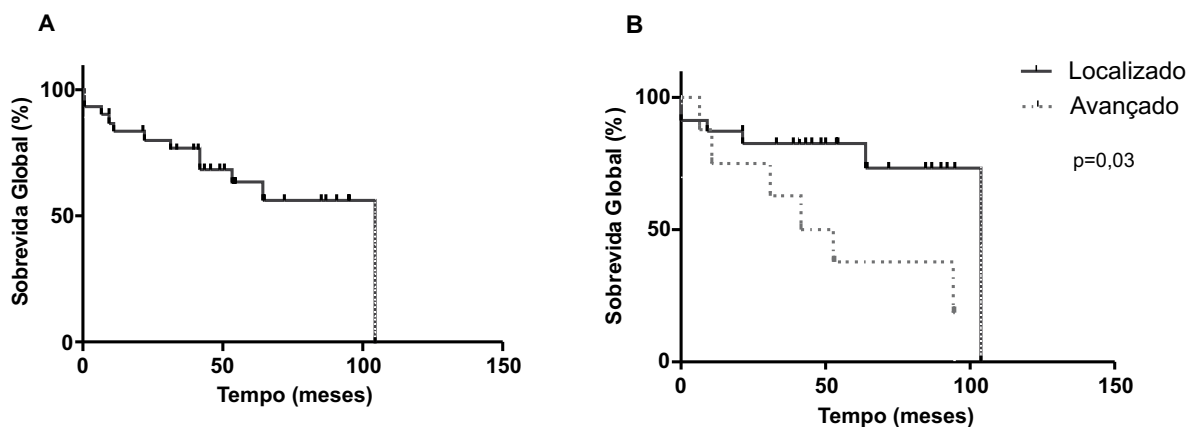 A
Sobrevida Global (%)
100
50
0
0 50 100 150
Tempo (meses)
B
Sobrevida Global (%)
100
50
0
0 50 100 150
Tempo (meses)
Localizado
Avançado
p=0,03